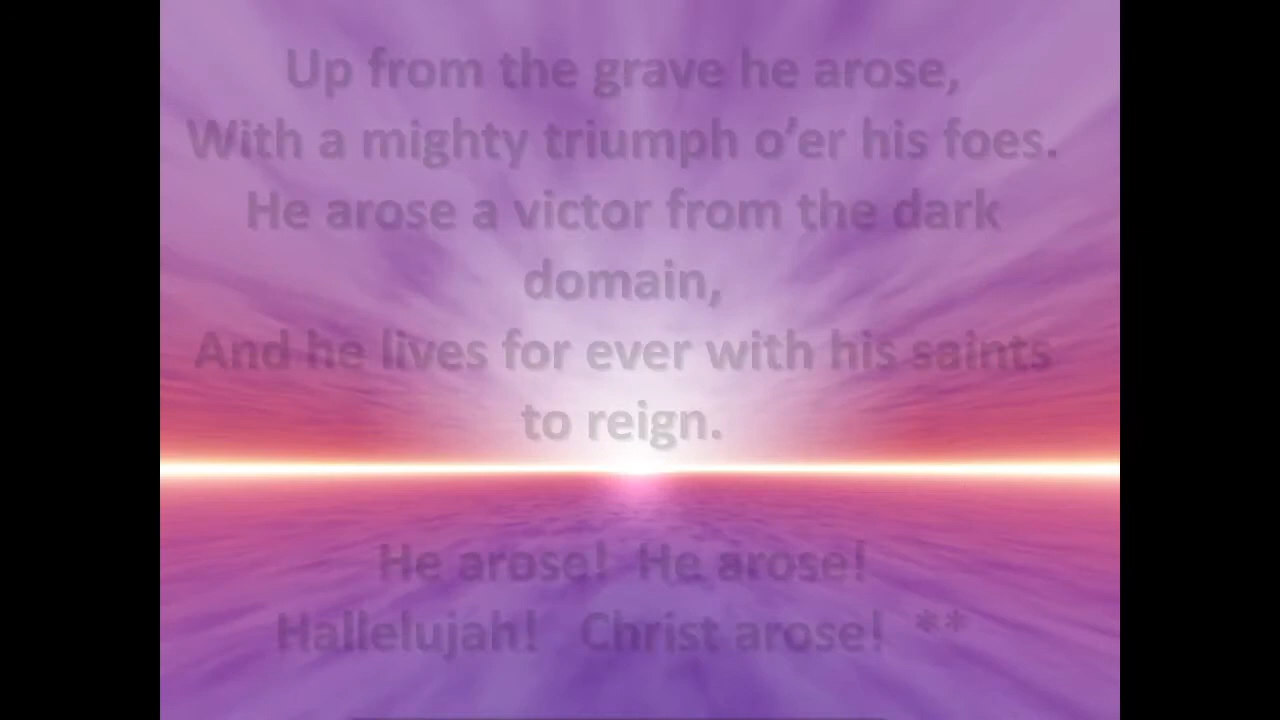 Up from the grave he arose,
With a mighty triumph o’er his foes.
He arose a victor from the dark
domain,
And he lives for ever with his saints
to reign.
He arose!  He arose!
Hallelujah!   Christ arose!  **